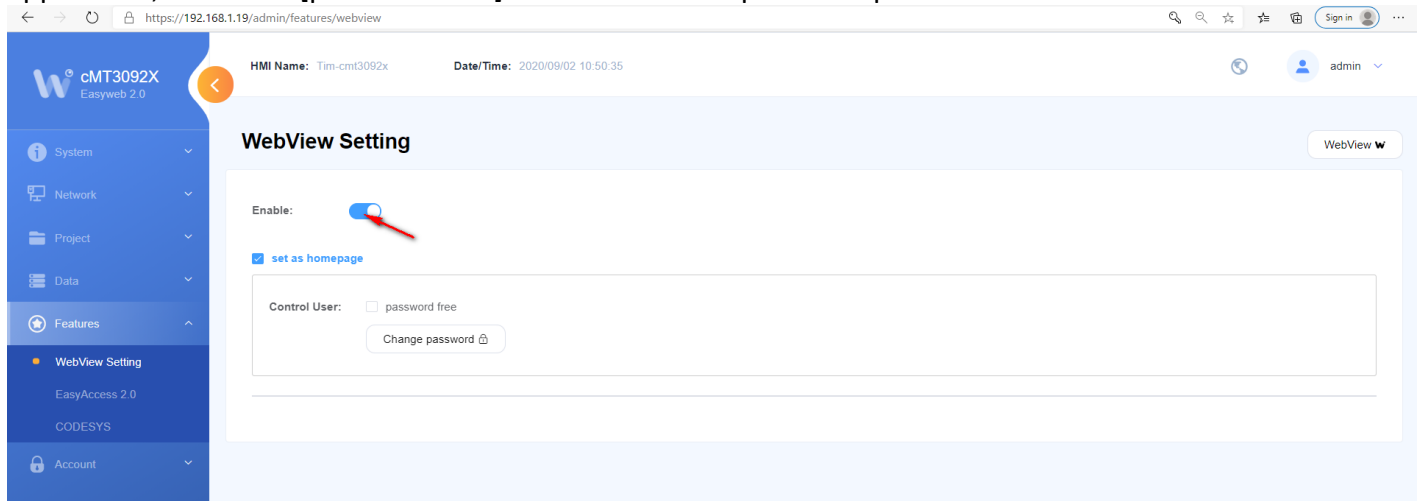 https://192.168.1.19/admin/features/webview
Sign in
cMT3092X
Easyweb 2.0
HMI Name: Tim-cmt3092x Date/Time: 2020/09/02 10:50:35
admin
System
Network
Project
Data
Features
WebView Setting
EasyAccess 2.0
CODESYS
Account
WebView Setting
WebView
Enable:
set as homepage
Control User: password free
Change password